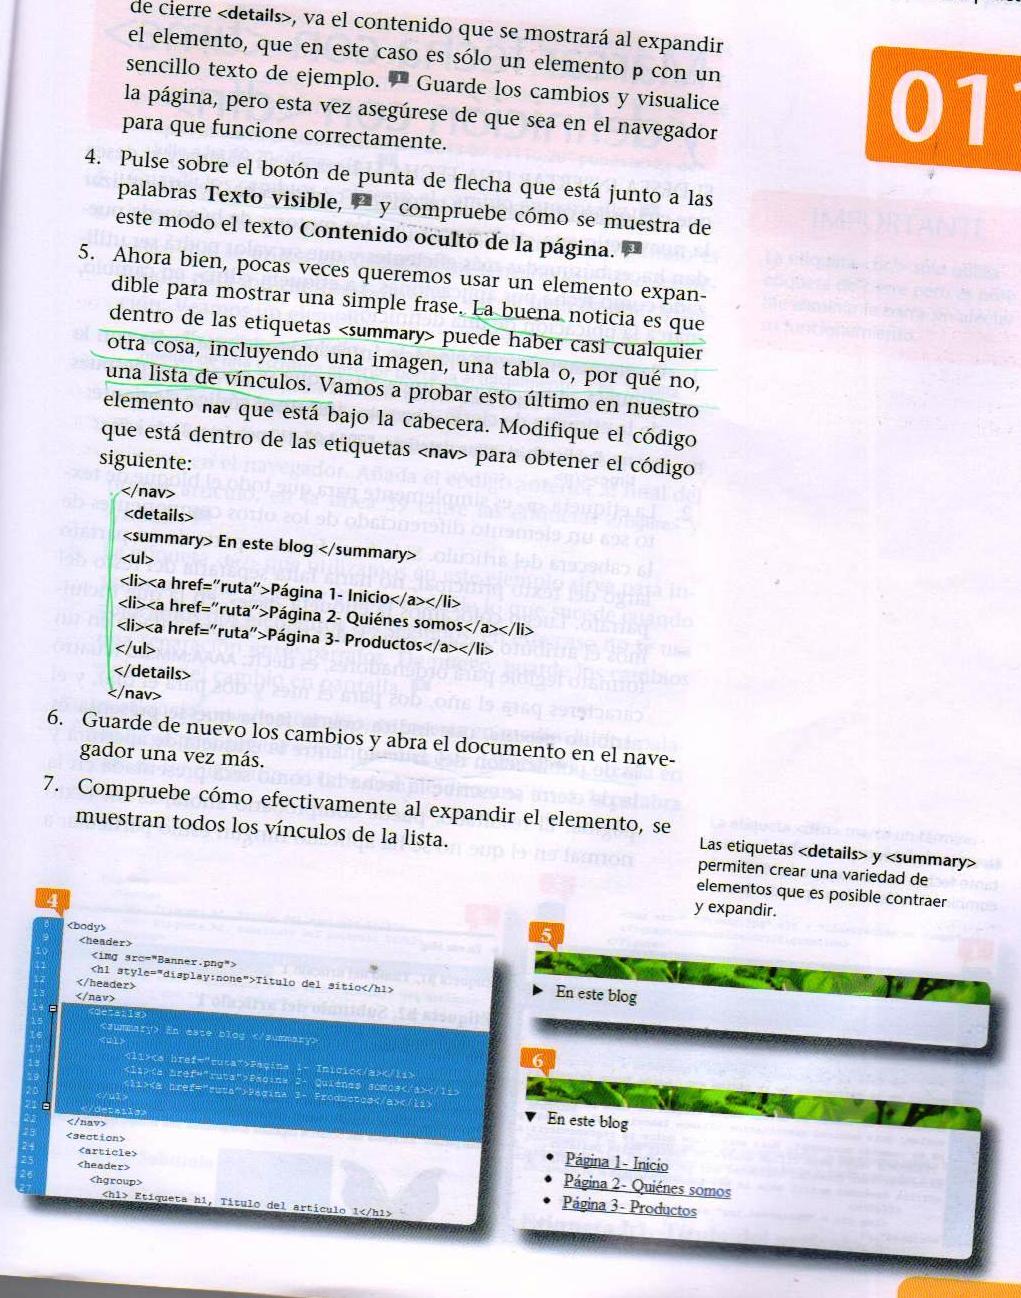 de cierre <details>, va el contenido que se mostrará al expandir
el elemento, que en este caso es sólo un elemento p con un
sencillo texto de ejemplo. 1 Guarde los cambios y visualice
la página, pero esta vez asegúrese de que sea en el navegador
para que funcione correctamente.
4. Pulse sobre el botón de punta de flecha que está junto a las
palabras Texto visible, 2 y compruebe cómo se muestra de
este modo el texto Contenido oculto de la página. 3
5. Ahora bien, pocas veces queremos usar un elemento expan-
dible para mostrar una simple frase. La buena noticia es que
dentro de las etiquetas <summary> puede haber casi cualquier
otra cosa, incluyendo una imagen, una tabla o, por qué no,
una lista de vínculos. Vamos a probar esto último en nuestro
elemento nav que está bajo la cabecera. Modifique el código
que está dentro de las etiquetas <nav> para obtener el código
siguiente:
</nav>
<details>
<summary> En este blog </summary>
<ul>
<li><a href="ruta">Página 1- Inicio</a></li>
<li><a href="ruta">Página 2- Quiénes somos</a></li>
<li><a href="ruta">Página 3- Productos</a></li>
</ul>
</details>
</nav>
6. Guarde de nuevo los cambios y abra el documento en el nave-
gador una vez más.
7. Compruebe cómo efectivamente al expandir el elemento, se
muestran todos los vínculos de la lista.
011
IMPORTANTE
Las etiquetas <details> y <summary>
permiten crear una variedad de
elementos que es posible contraer
y expandir.
4
8 <body>
9 <header>
10 <img src="Banner.png">
11 <h1 style="display:none">Titulo del sitio</h1>
12 </header>
13 </nav>
14 <details>
15 <summary> En este blog </summary>
16 <ul>
17 <li><a href="ruta">Página 1- Inicio</a></li>
18 <li><a href="ruta">Página 2- Quiénes somos</a></li>
19 <li><a href="ruta">Página 3- Productos</a></li>
20 </ul>
21 </details>
22 </nav>
23 <section>
24 <article>
25 <header>
26 <hgroup>
27 <h1> Etiqueta h1, Titulo del articulo 1</h1>
5
En este blog
6
En este blog
Página 1- Inicio
Página 2- Quiénes somos
Página 3- Productos